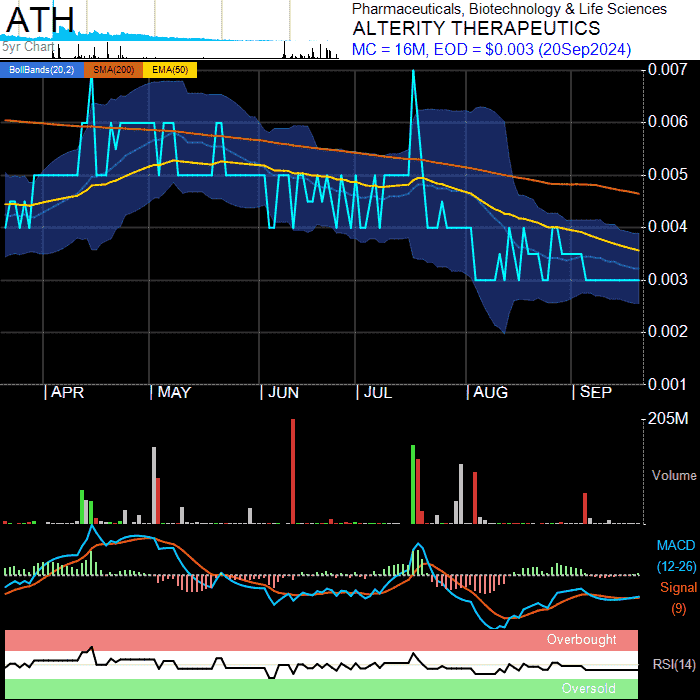 ATH
5yr Chart
Pharmaceuticals, Biotechnology & Life Sciences
ALTERITY THERAPEUTICS
MC = 16M, EOD = $0.003 (20Sep2024)
BollBands(20,2) SMA(200) EMA(50)
0.007
0.006
0.005
0.004
0.003
0.002
0.001
APR MAY JUN JUL AUG SEP
205M
Volume
MACD
(12-26)
Signal
(9)
Overbought
RSI(14)
Oversold